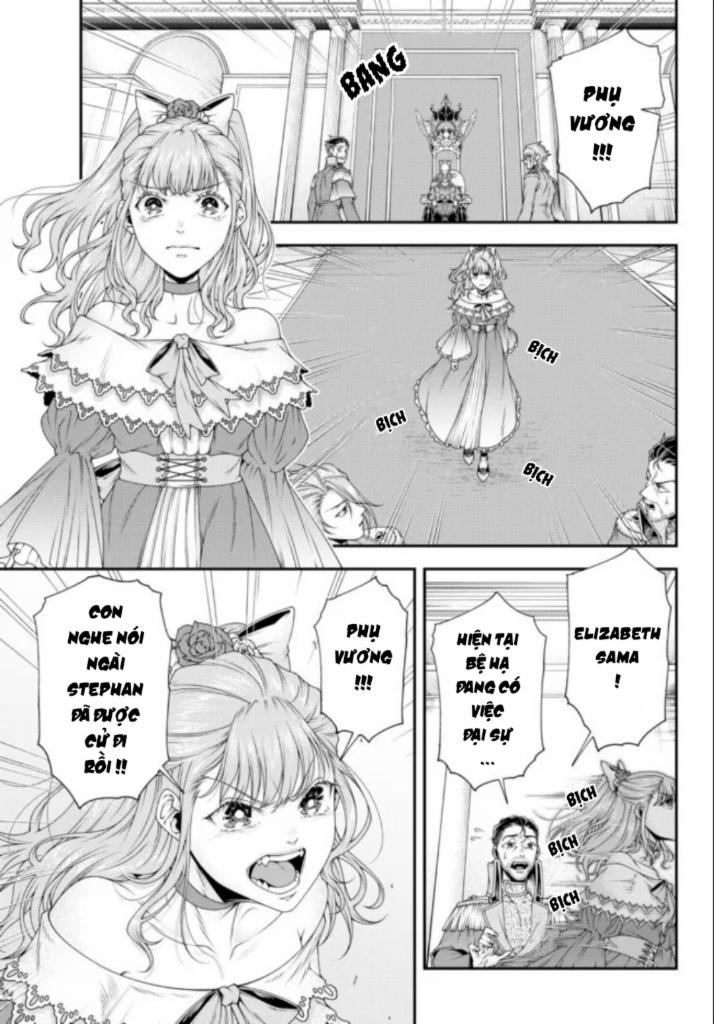 PHỤ
VƯƠNG
!!!
BANG
BỊCH
BỊCH
BỊCH
ELIZABETH
SAMA
!
HIỆN TẠI
BỆ HẠ
ĐANG CÓ
VIỆC
ĐẠI SỰ
...
BỊCH
BỊCH
BỊCH
PHỤ
VƯƠNG
!!!
CON
NGHE NÓI
NGÀI
STEPHAN
ĐÃ ĐƯỢC
CỬ ĐI
RỒI !!